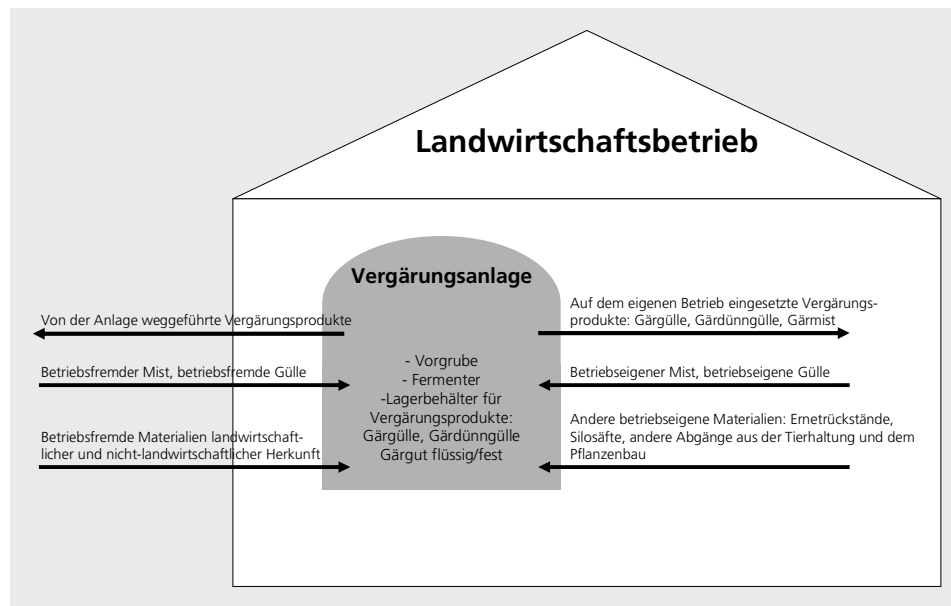 Landwirtschaftsbetrieb
Vergärungsanlage
Von der Anlage weggeführte Vergärungsprodukte
Betriebsfremder Mist, betriebsfremde Gülle
Betriebsfremde Materialien landwirtschaft-
licher und nicht-landwirtschaftlicher Herkunft
- Vorgrube
- Fermenter
-Lagerbehälter für
Vergärungsprodukte:
Gärgülle, Gärdünngülle
Gärgut flüssig/fest
Auf dem eigenen Betrieb eingesetzte Vergärungs-
produkte: Gärgülle, Gärdünngülle, Gärmist
Betriebseigener Mist, betriebseigene Gülle
Andere betriebseigene Materialien: Ernetrückstände,
Silosäfte, andere Abgänge aus der Tierhaltung und dem
Pflanzenbau